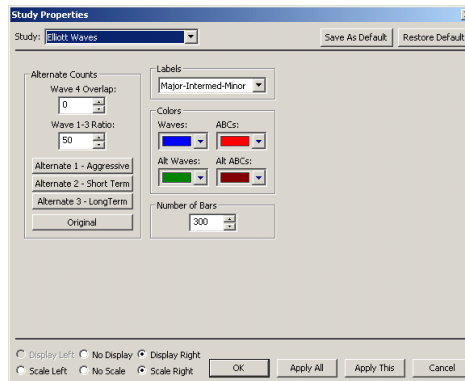 Study Properties
Study: Elliott Waves Save As Default Restore Default
Alternate Counts
Wave 4 Overlap:
0
Wave 1-3 Ratio:
50
Alternate 1 - Aggressive
Alternate 2 - Short Term
Alternate 3 - LongTerm
Original
Labels
Major-Intermed-Minor
Colors
Waves: ABCs:
Alt Waves: Alt ABCs:
Number of Bars
300
Display Left No Display Display Right
Scale Left No Scale Scale Right OK Apply All Apply This Cancel